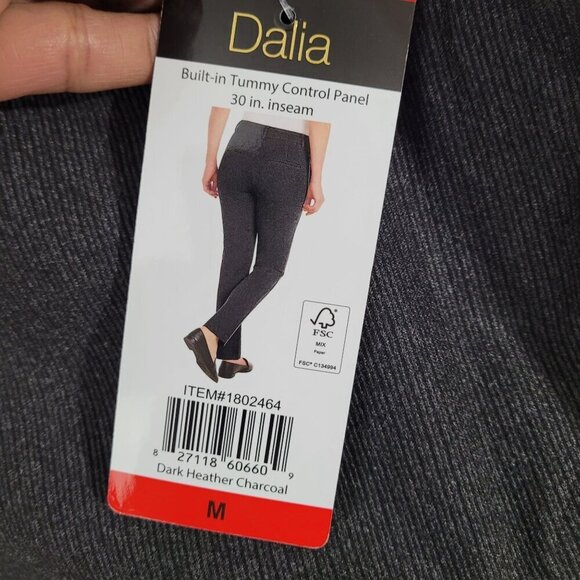 Dalia
Built-in Tummy Control Panel
30 in. inseam
FSC
MIX
Paper
FSC® C134994
ITEM#1802464
8 27118 60660 9
Dark Heather Charcoal
M